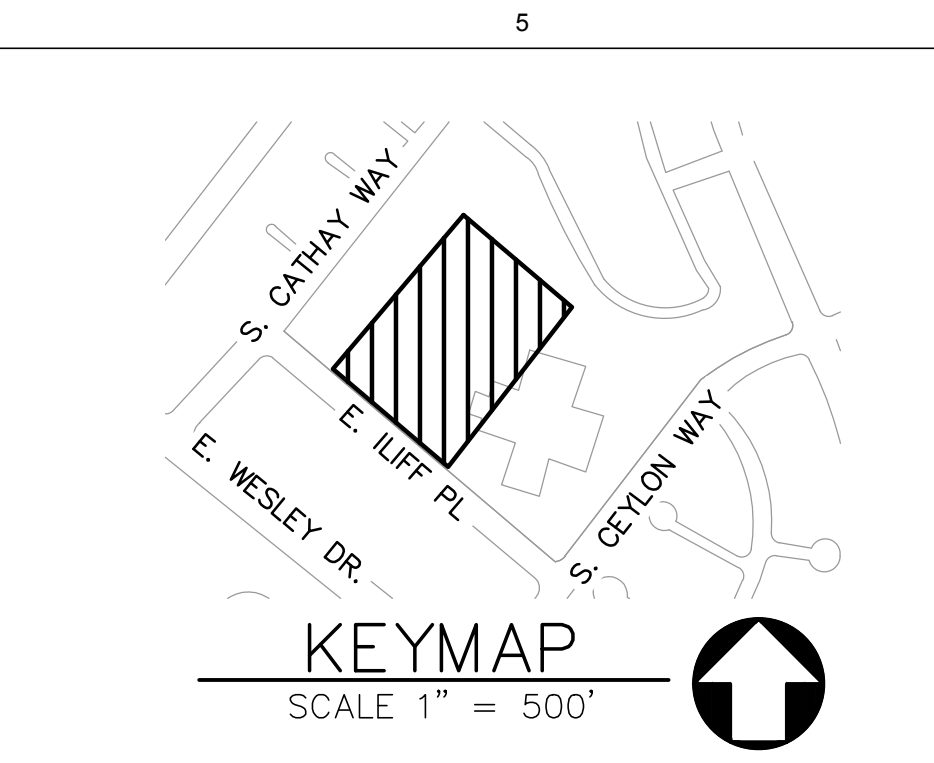 5
S. CATHAY WAY
E. ILIFF PL
E. WESLEY DR.
S. CEYLON WAY
KEYMAP
SCALE 1” = 500’